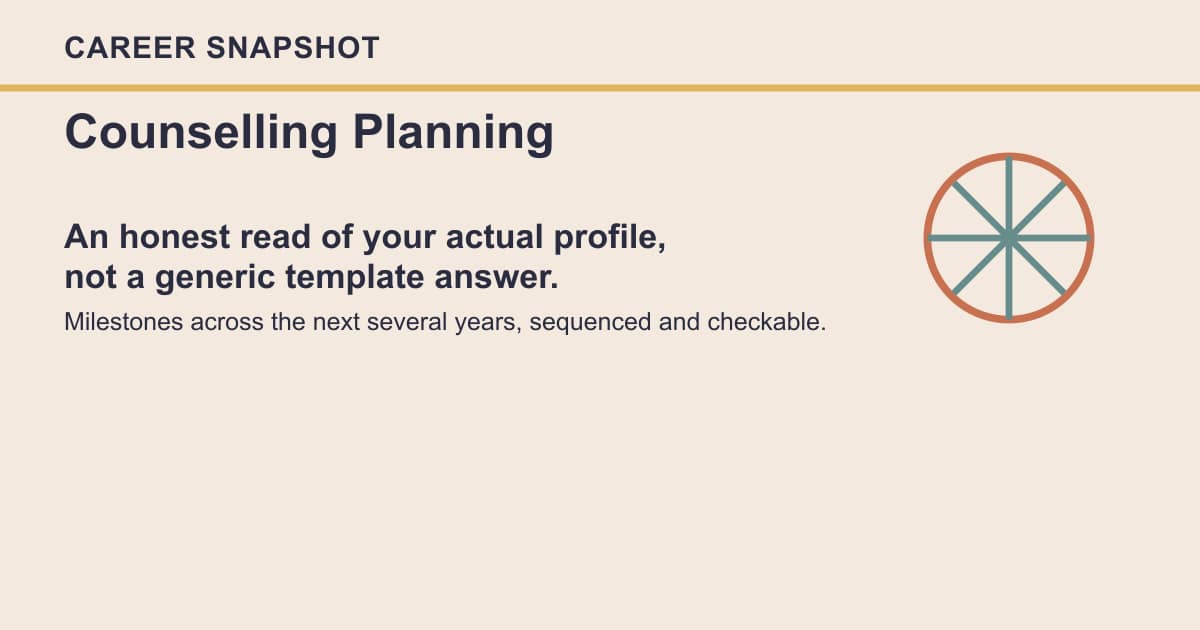 CAREER SNAPSHOT
Counselling Planning
An honest read of your actual profile,
not a generic template answer.
Milestones across the next several years, sequenced and checkable.